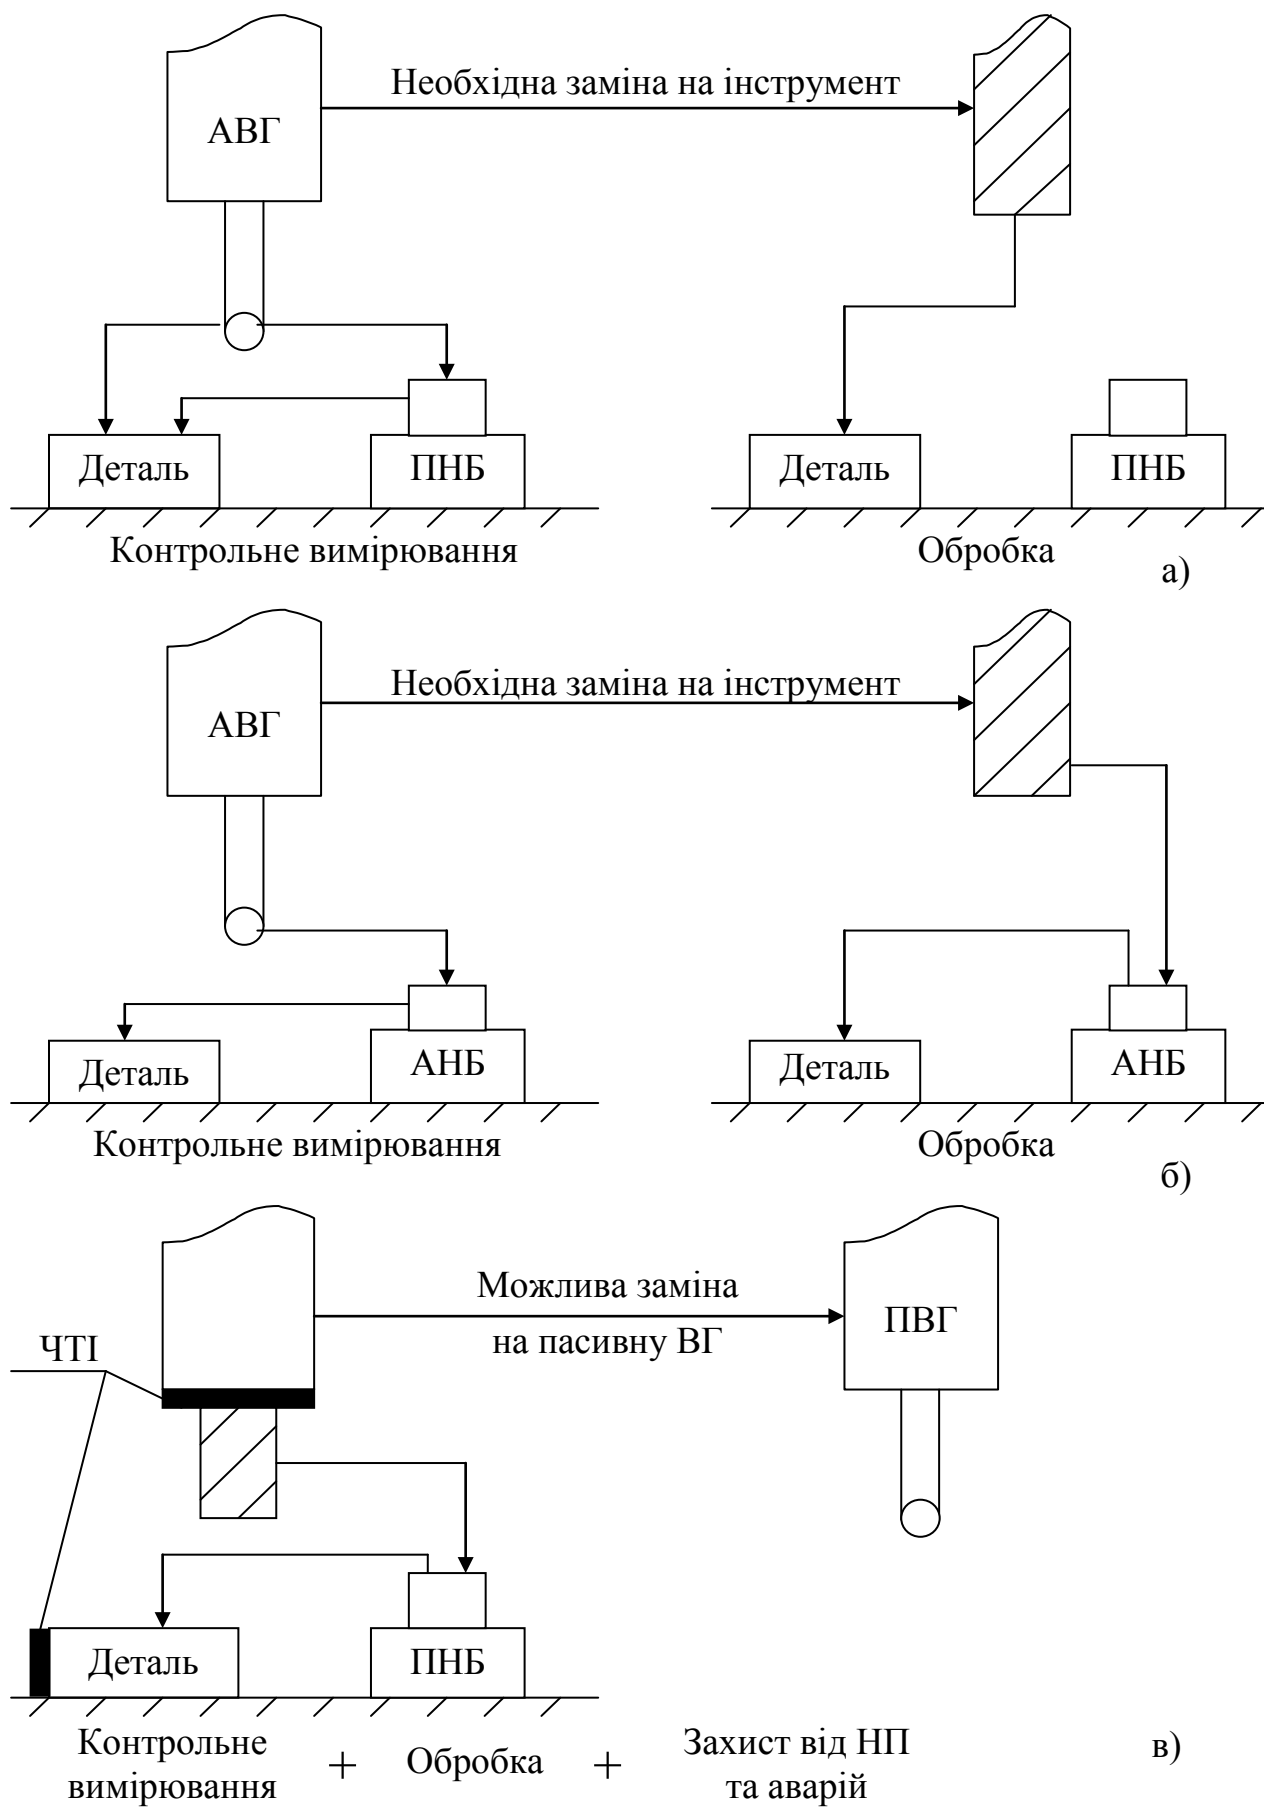 Необхідна заміна на інструмент
АВГ
Деталь
ПНБ
Деталь
ПНБ
Контрольне вимірювання
Обробка
а)
Необхідна заміна на інструмент
АВГ
Деталь
АНБ
Деталь
АНБ
Контрольне вимірювання
Обробка
б)
Можлива заміна
на пасивну ВГ
ПВГ
ЧТІ
Деталь
ПНБ
Контрольне
вимірювання
+
Обробка
+
Захист від НП
та аварій
в)